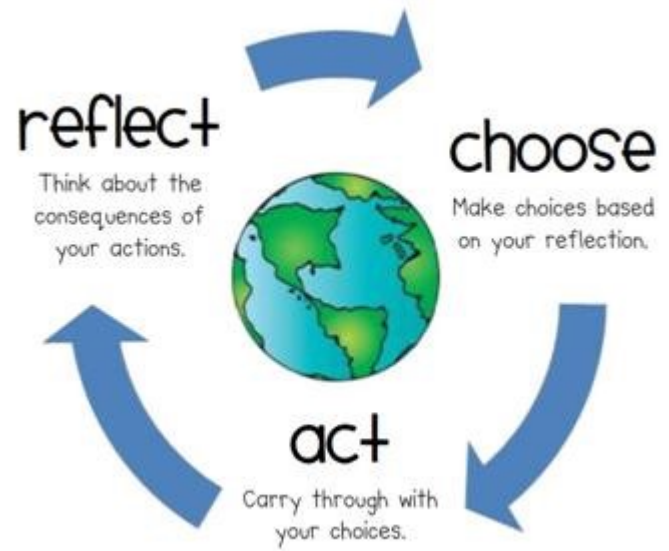 reflect
Think about the
consequences of
your actions.
choose
Make choices based
on your reflection.
act
Carry through with
your choices.